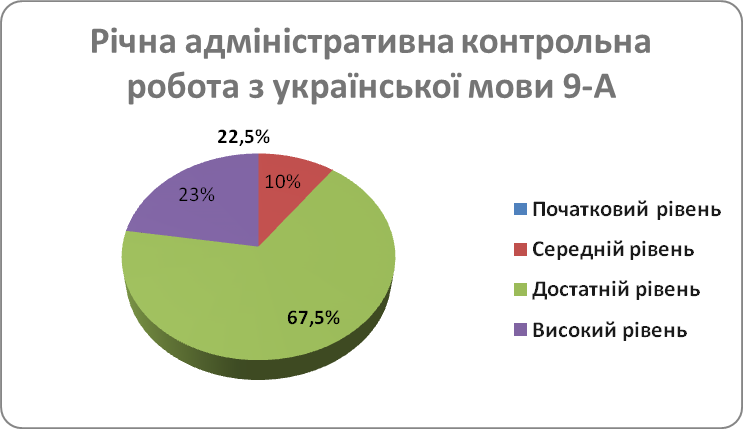 Річна адміністративна контрольна
робота з української мови 9-А
22,5%
10%
23%
67,5%
Початковий рівень
Середній рівень
Достатній рівень
Високий рівень